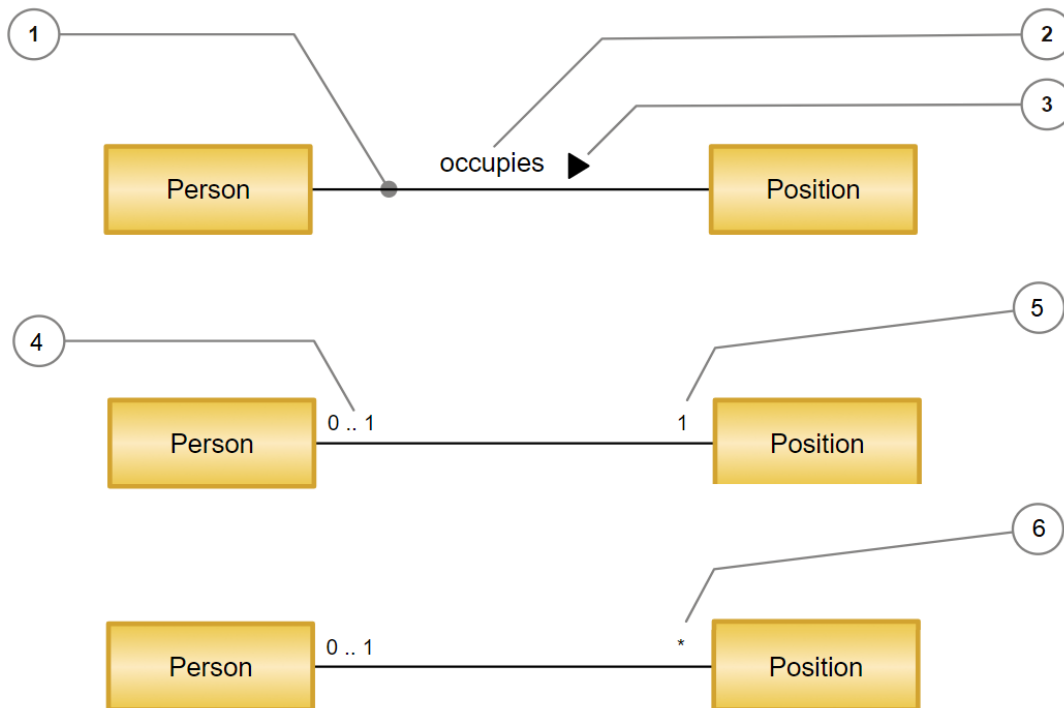 1
2
3
occupies
Person
Position
5
4
0 .. 1
1
Person
Position
6
0 .. 1
*
Person
Position